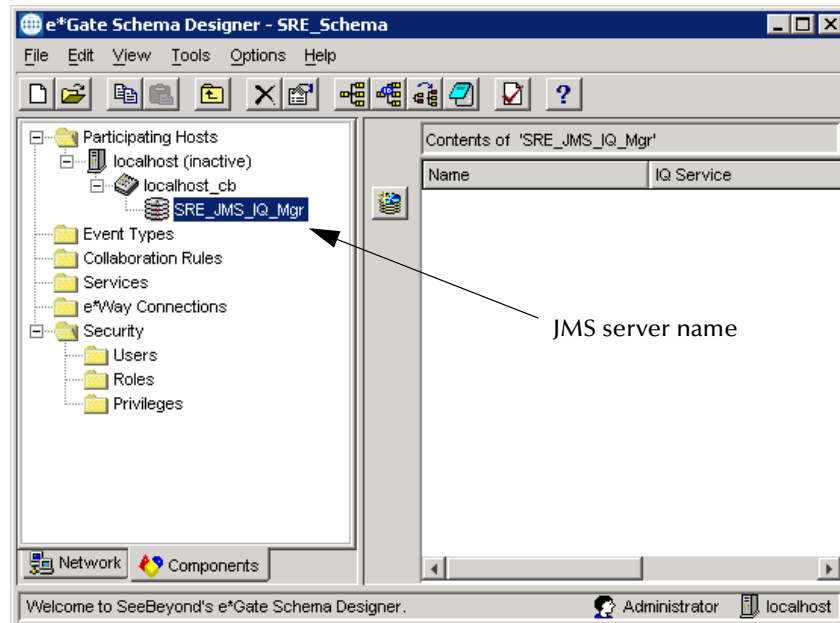 e*Gate Schema Designer - SRE_Schema
File Edit View Tools Options Help
Participating Hosts
localhost (inactive)
localhost_cb
SRE_JMS_IQ_Mgr
Event Types
Collaboration Rules
Services
e*Way Connections
Security
Users
Roles
Privileges
Network Components
Contents of 'SRE_JMS_IQ_Mgr'
Name IQ Service
JMS server name
Welcome to SeeBeyond's e*Gate Schema Designer. Administrator localhost